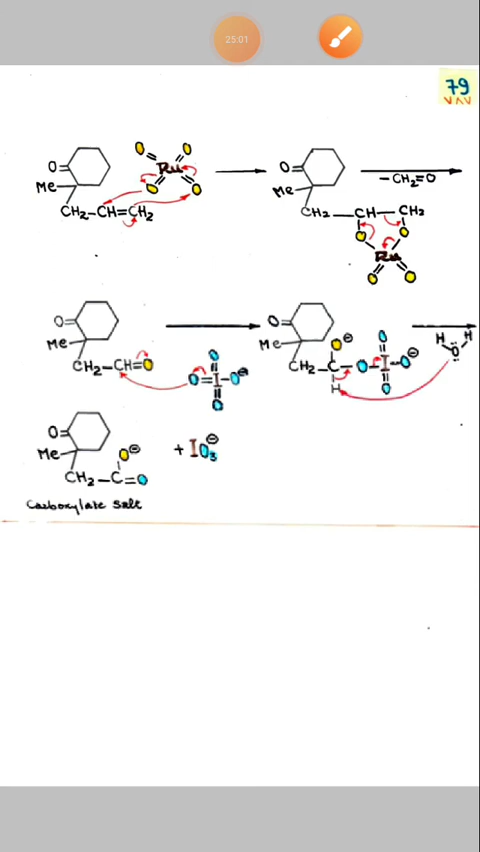 25:01
79
O O O
Me Ru
O O
CH₂-CH=CH₂
O
Me
-CH₂=O
CH₂-CH-CH₂
O O
Ru
O O
O
Me
CH₂-CH=O
O
O=I-O⊖
O
O
Me
O⊖ O
CH₂-C-O-I-O⊖
H O
H H
O
O
Me
O⊖
CH₂-C=O
+ IO₃⊖
Carboxylate salt